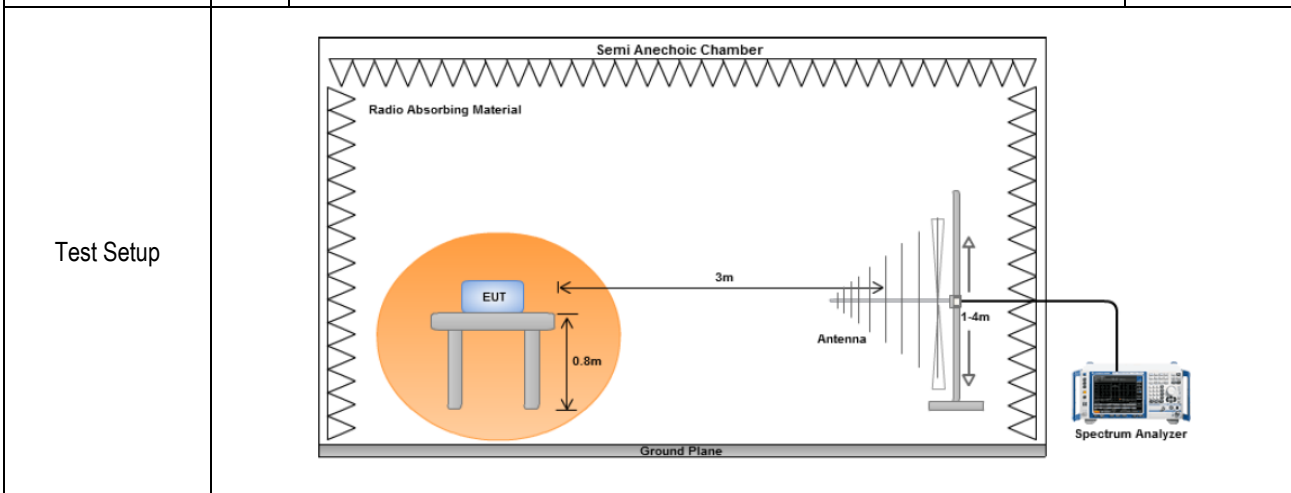 Test Setup
Semi Anechoic Chamber
Radio Absorbing Material
EUT
3m
0.8m
Antenna
1-4m
Spectrum Analyzer
Ground Plane